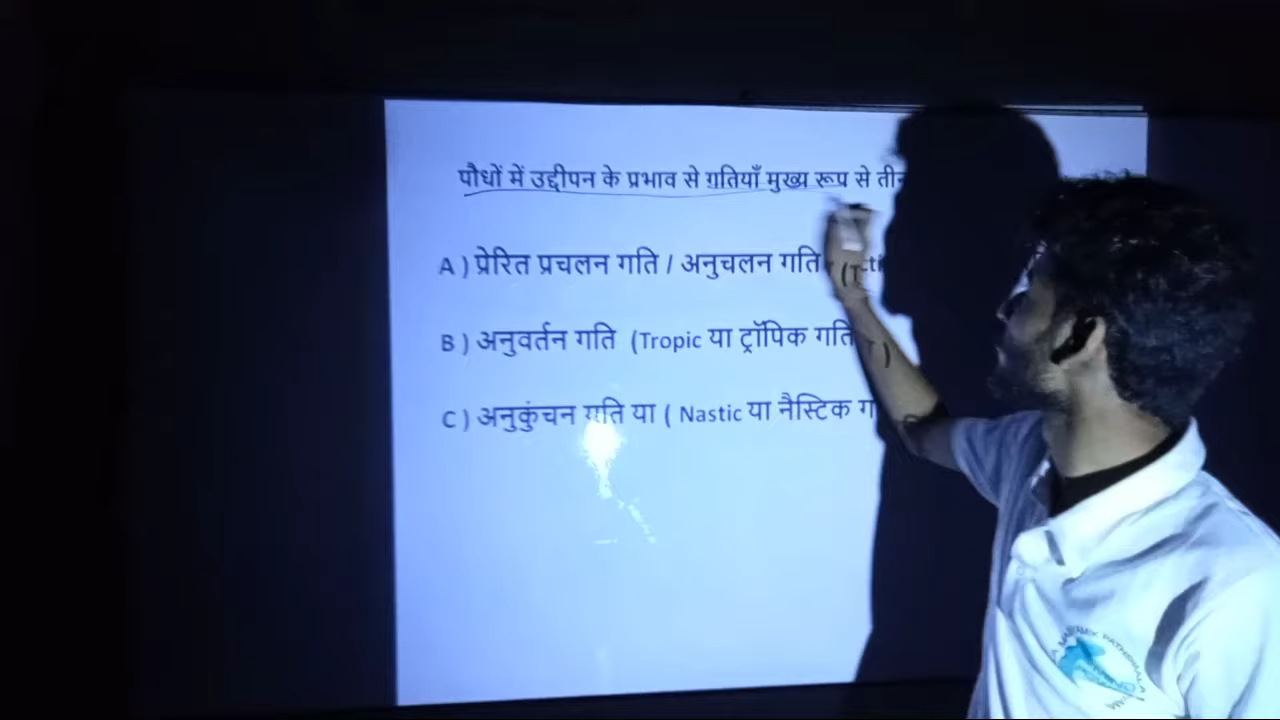 पौधों में उद्दीपन के प्रभाव से गतियाँ मुख्य रूप से
A ) प्रेरित प्रचलन गति / अनुचलन गति
B ) अनुवर्तन गति (Tropic या ट्रॉपिक गति
C ) अनुकुंचन गति या ( Nastic या नैस्टिक